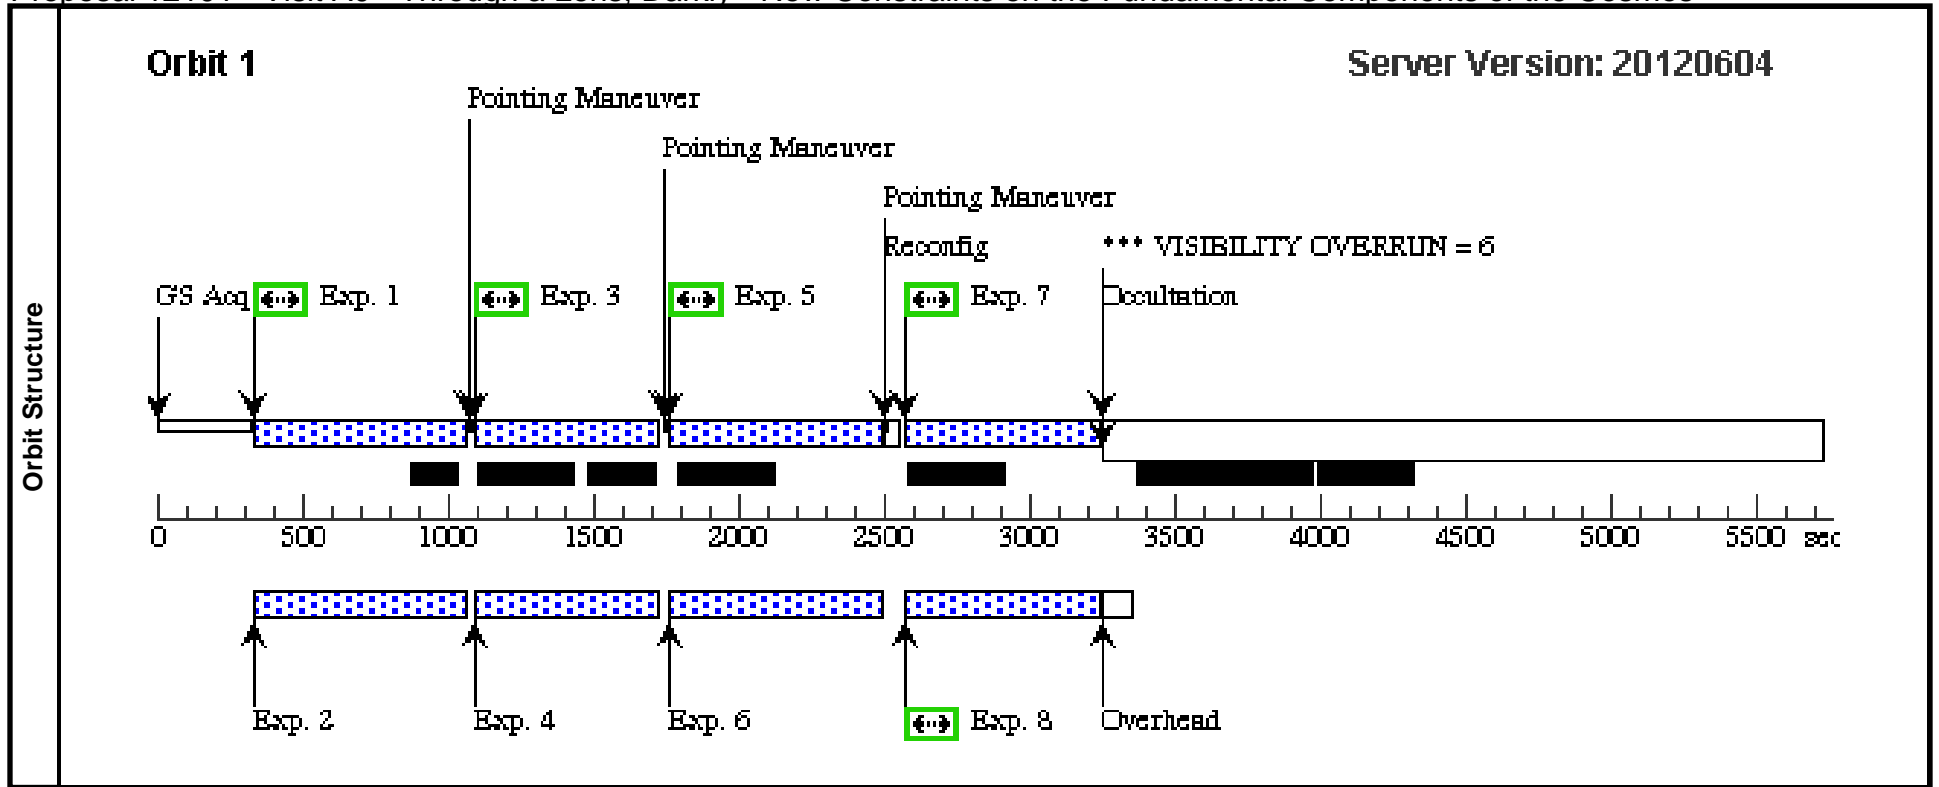 Orbit Structure
Orbit 1
Server Version: 20120604
Pointing Maneuver
Pointing Maneuver
Pointing Maneuver
Reconfig
*** VISIBILITY OVERRUN = 6
GS Acq
Exp. 1
Exp. 3
Exp. 5
Exp. 7
Occultation
0 500 1000 1500 2000 2500 3000 3500 4000 4500 5000 5500 sec
Exp. 2
Exp. 4
Exp. 6
Exp. 8
Overhead